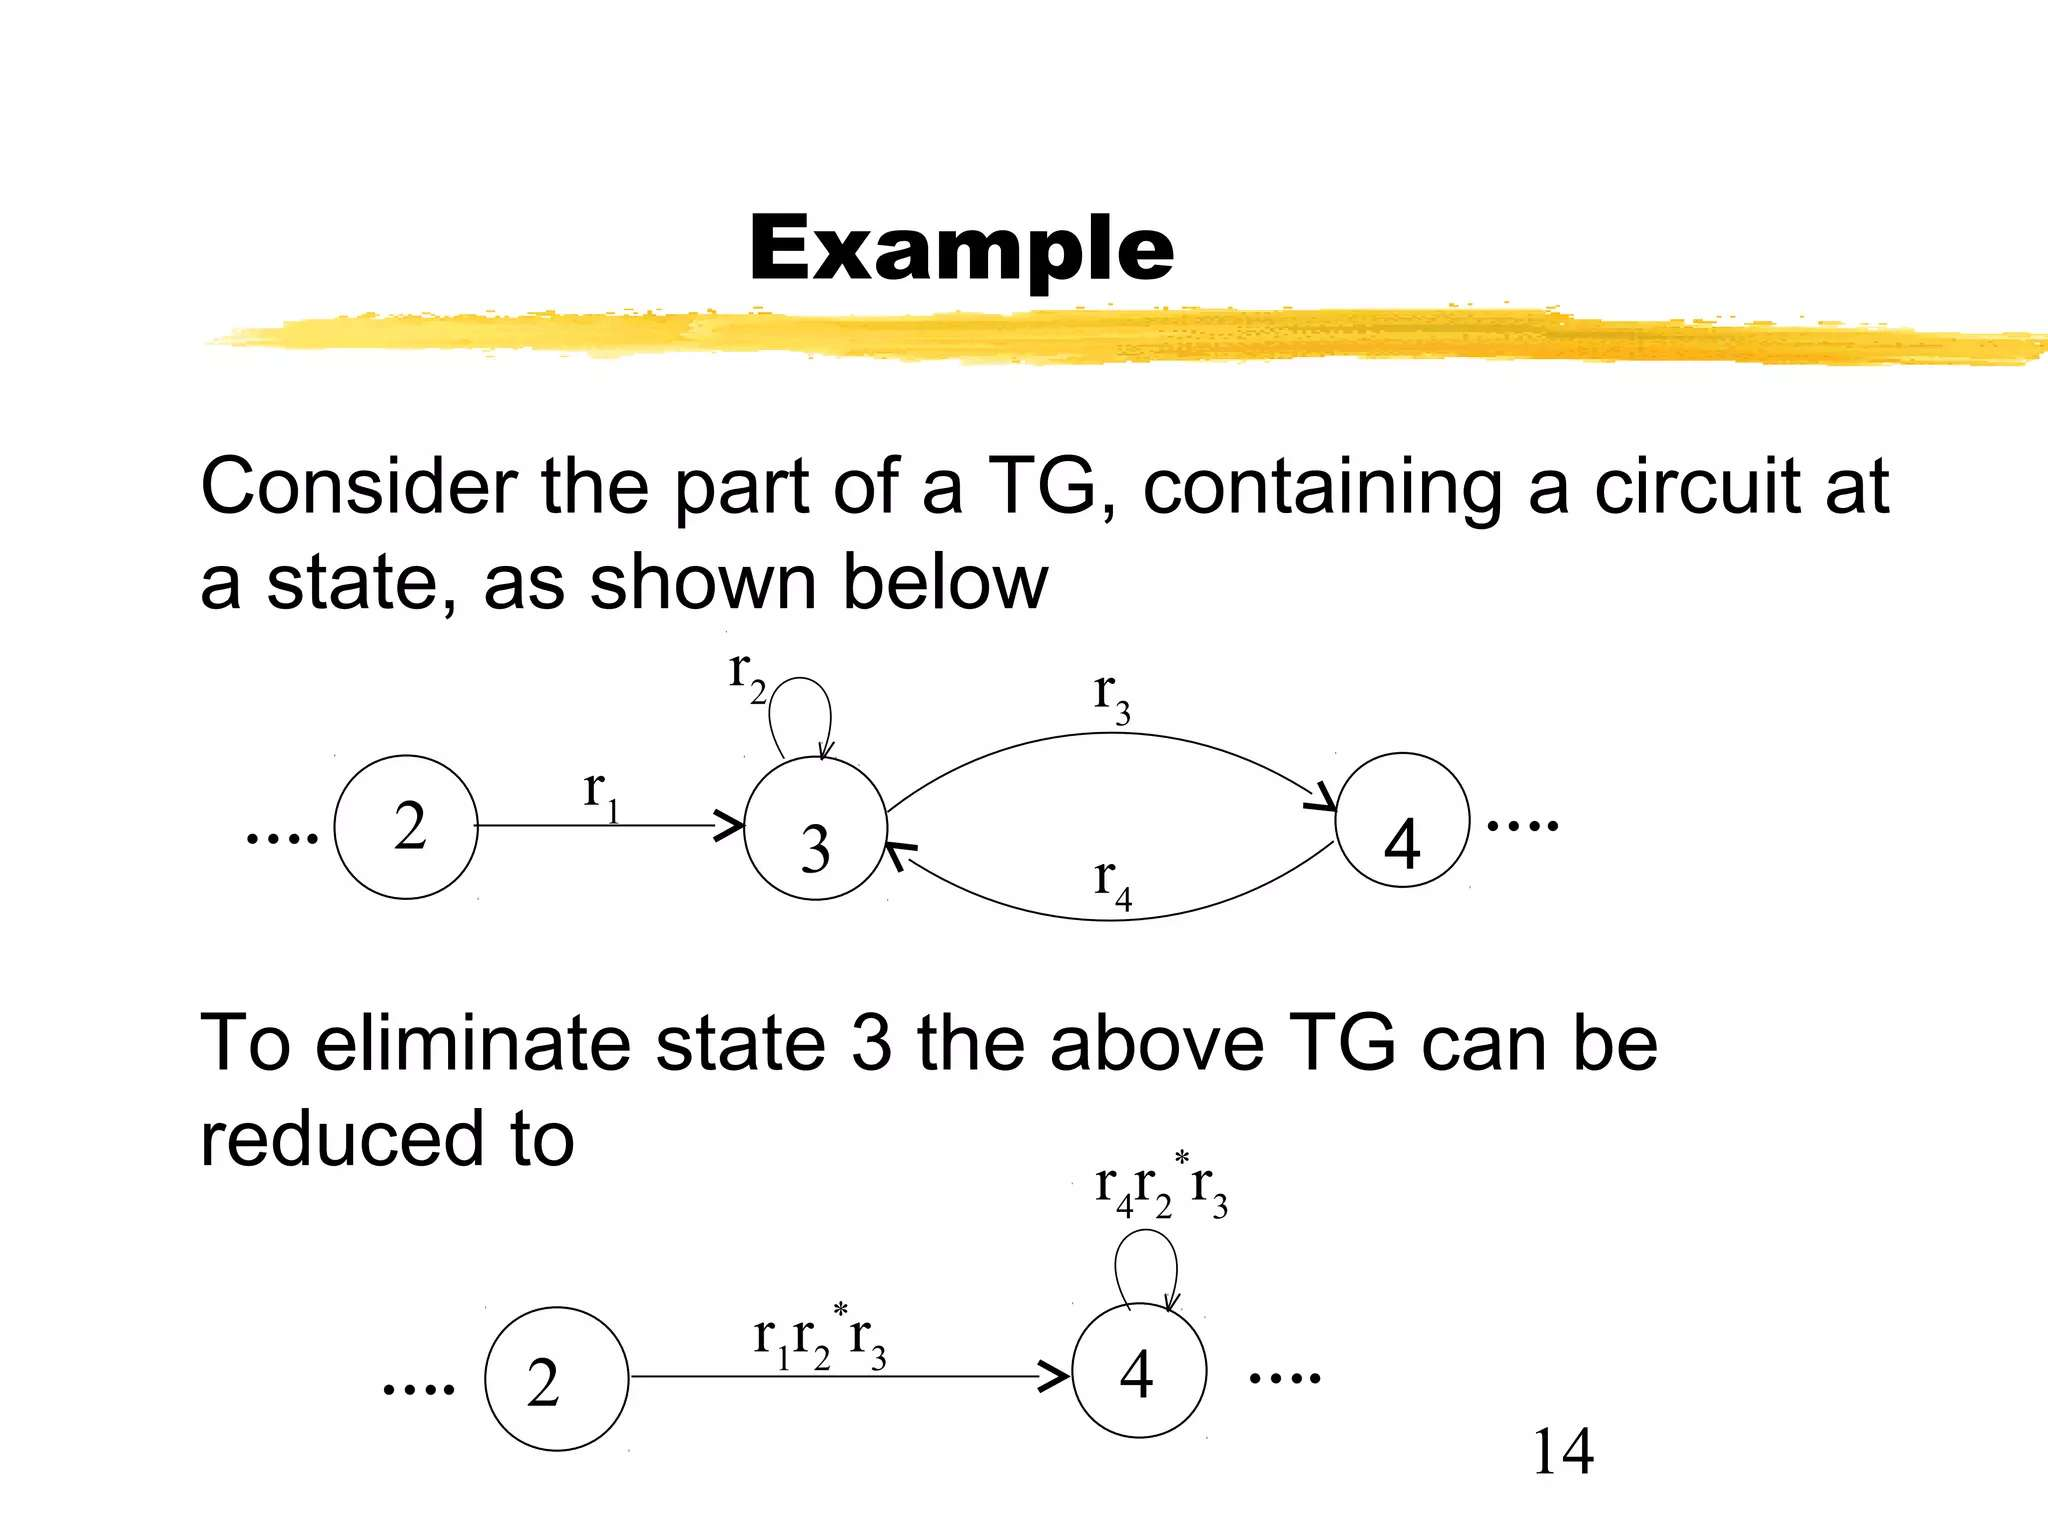 Example
Consider the part of a TG, containing a circuit at
a state, as shown below
r₂
r₃
r₁
.... 2 3 4 ....
r₄
To eliminate state 3 the above TG can be
reduced to
r₄r₂*r₃
r₁r₂*r₃
.... 2 4 ....
14